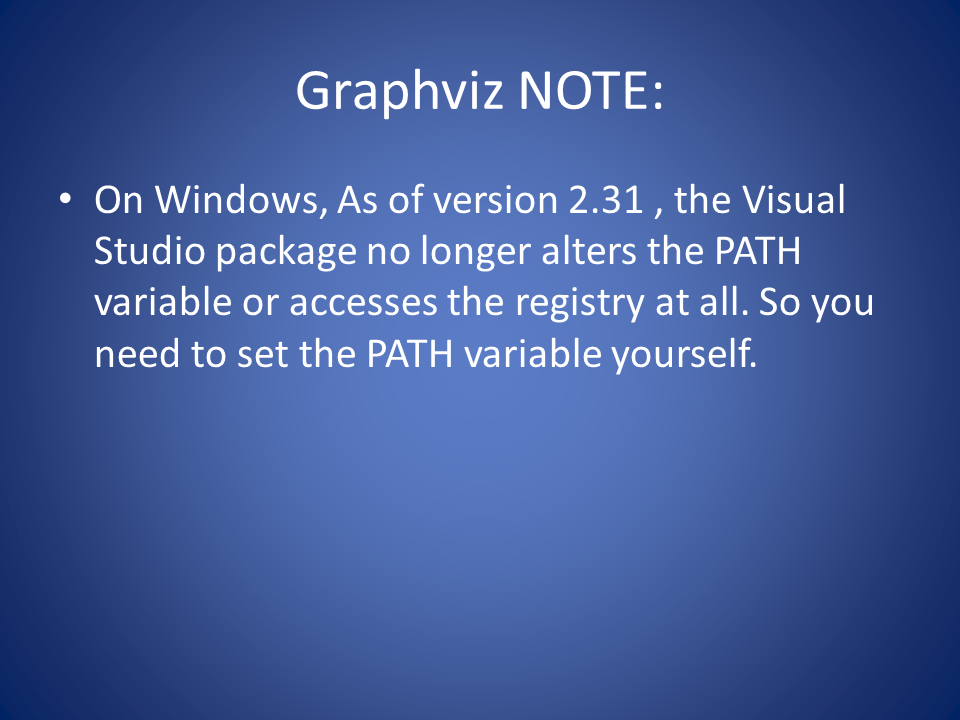 Graphviz NOTE:
• On Windows, As of version 2.31 , the Visual
Studio package no longer alters the PATH
variable or accesses the registry at all. So you
need to set the PATH variable yourself.